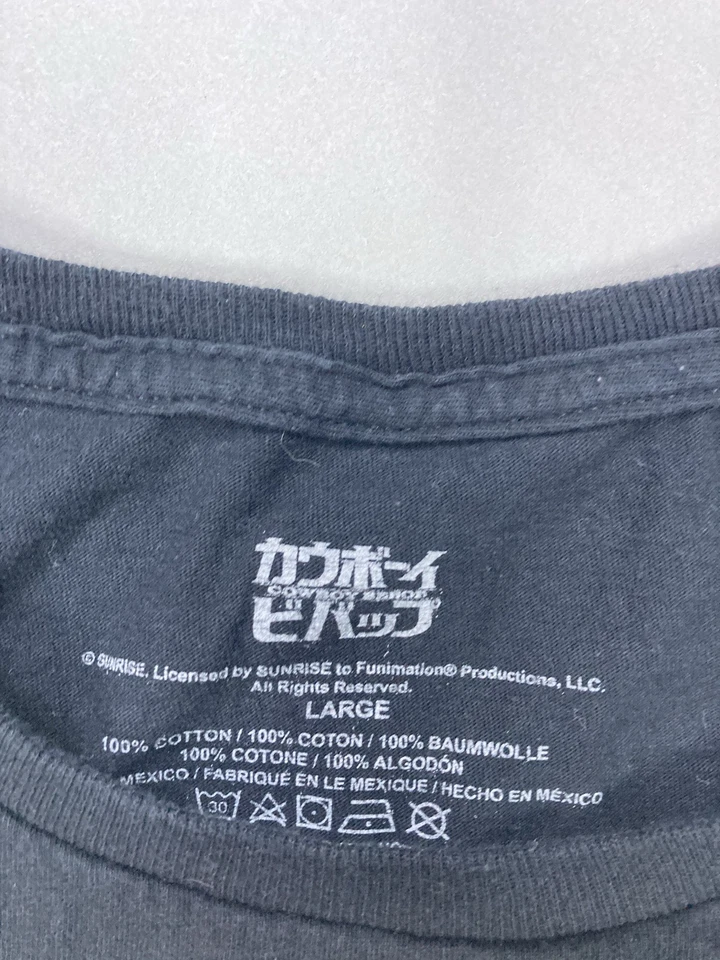 カウボーイ
COWBOY BEBOP
ビバップ
© SUNRISE. Licensed by SUNRISE to Funimation® Productions, LLC.
All Rights Reserved.
LARGE
100% COTTON / 100% COTON / 100% BAUMWOLLE
100% COTONE / 100% ALGODÓN
MEXICO / FABRIQUÉ EN LE MEXIQUE / HECHO EN MÉXICO
30